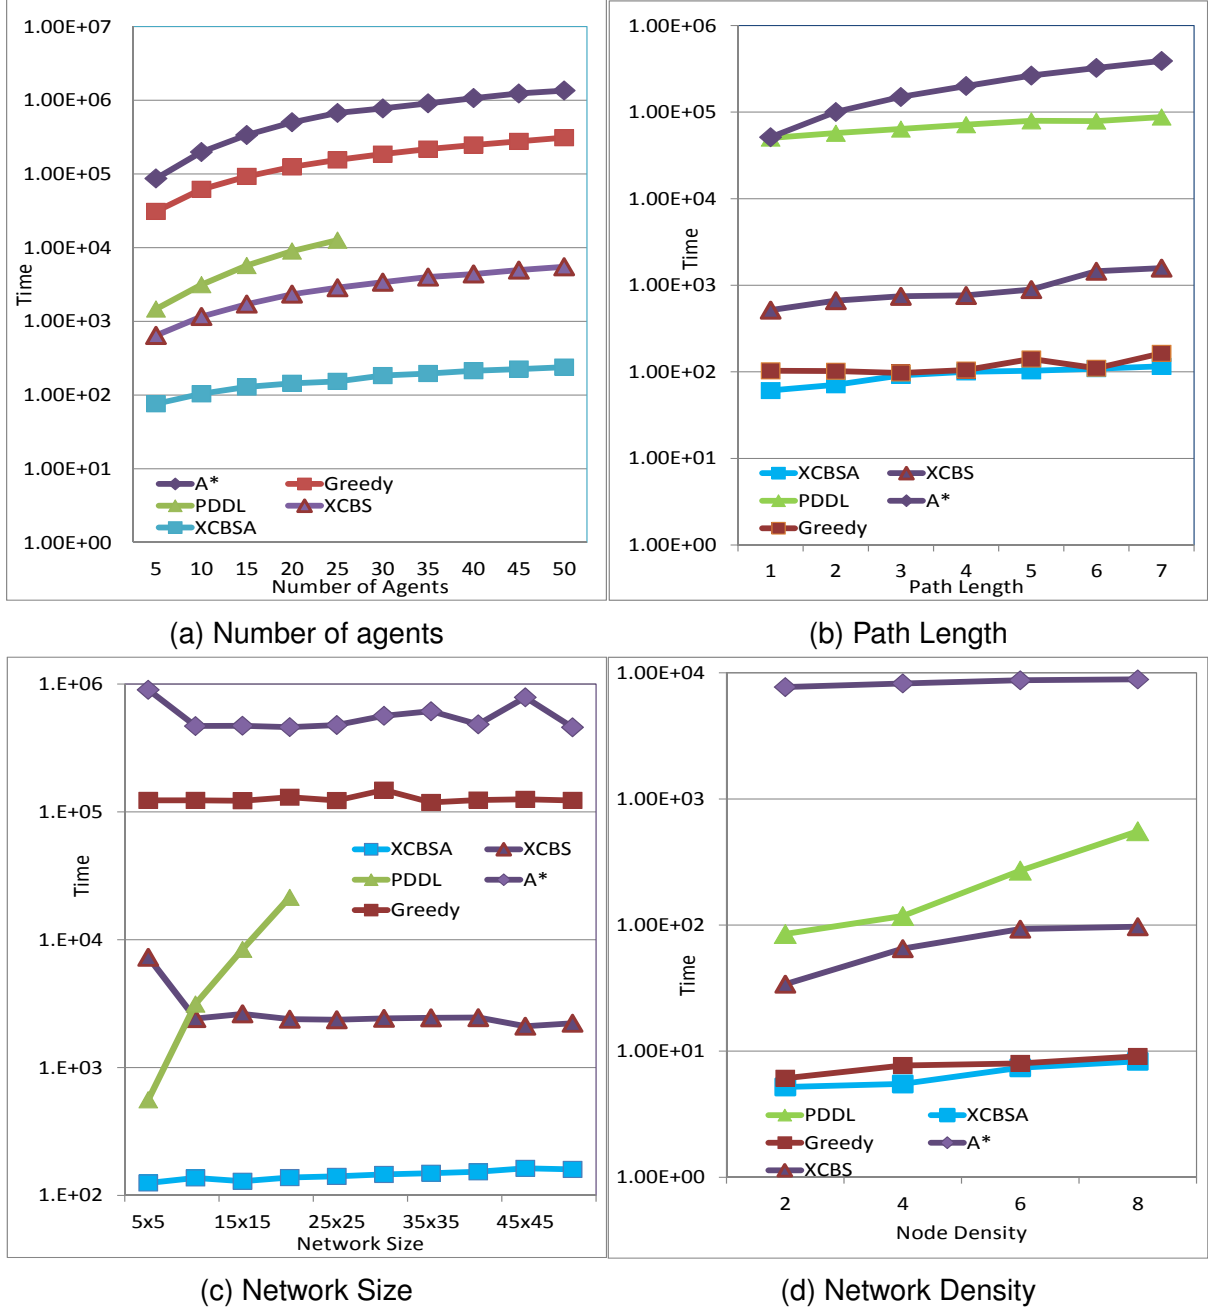 1.00E+07
1.00E+06
1.00E+05
1.00E+04
1.00E+03
1.00E+02
1.00E+01
1.00E+00
Time
A* Greedy
PDDL XCBS
XCBSA
5 10 15 20 25 30 35 40 45 50
Number of Agents
(a) Number of agents
1.00E+06
1.00E+05
1.00E+04
1.00E+03
1.00E+02
1.00E+01
1.00E+00
Time
XCBSA XCBS
PDDL A*
Greedy
1 2 3 4 5 6 7
Path Length
(b) Path Length
1.E+06
1.E+05
1.E+04
1.E+03
1.E+02
Time
XCBSA XCBS
PDDL A*
Greedy
5x5 15x15 25x25 35x35 45x45
Network Size
(c) Network Size
1.00E+04
1.00E+03
1.00E+02
1.00E+01
1.00E+00
Time
PDDL XCBSA
Greedy A*
XCBS
2 4 6 8
Node Density
(d) Network Density